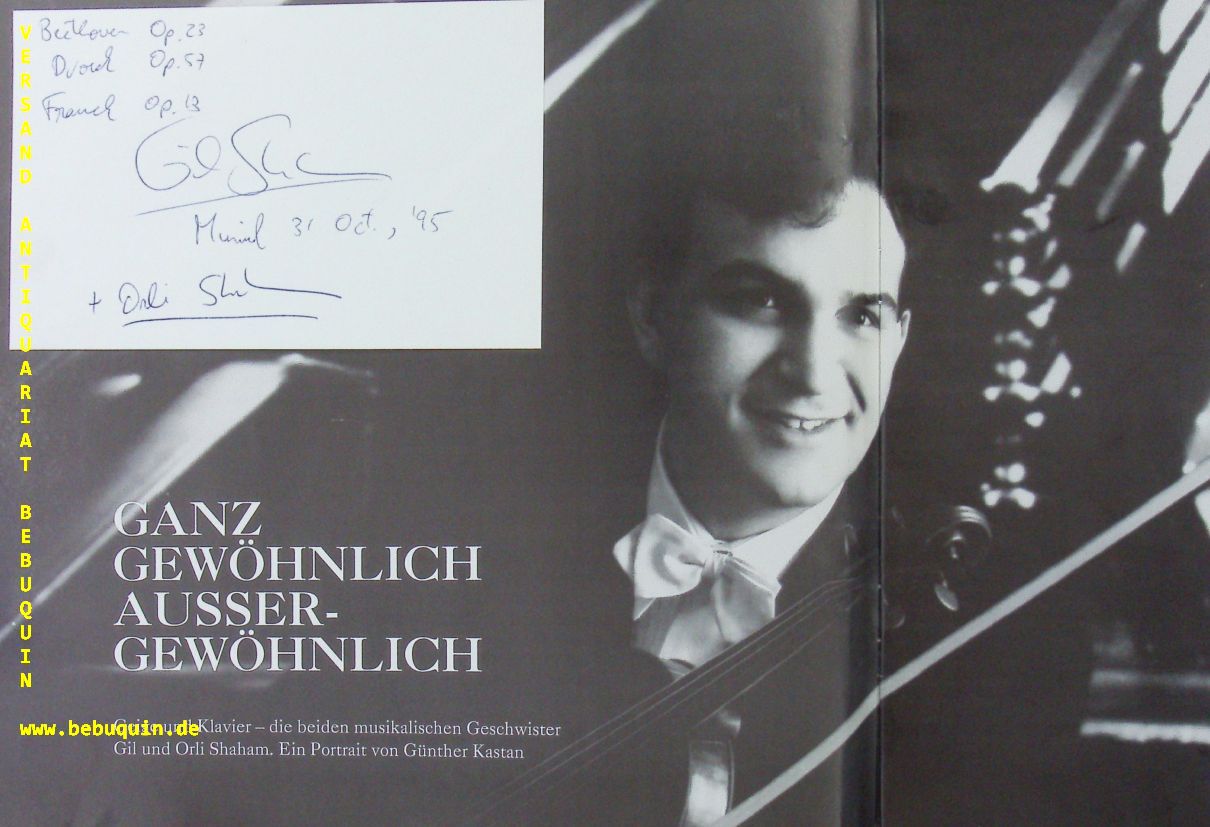 Beethoven Op. 23
Dvorak Op. 57
Franck Op. 13
Gil Shaham
Munich 31 Oct., '95
+ Orli Shaham
GANZ
GEWÖHNLICH
AUSSER-
GEWÖHNLICH
Geige und Klavier – die beiden musikalischen Geschwister
Gil und Orli Shaham. Ein Portrait von Günther Kastan
VERSAND ANTIQUARIAT BEBUQUIN
www.bebuquin.de